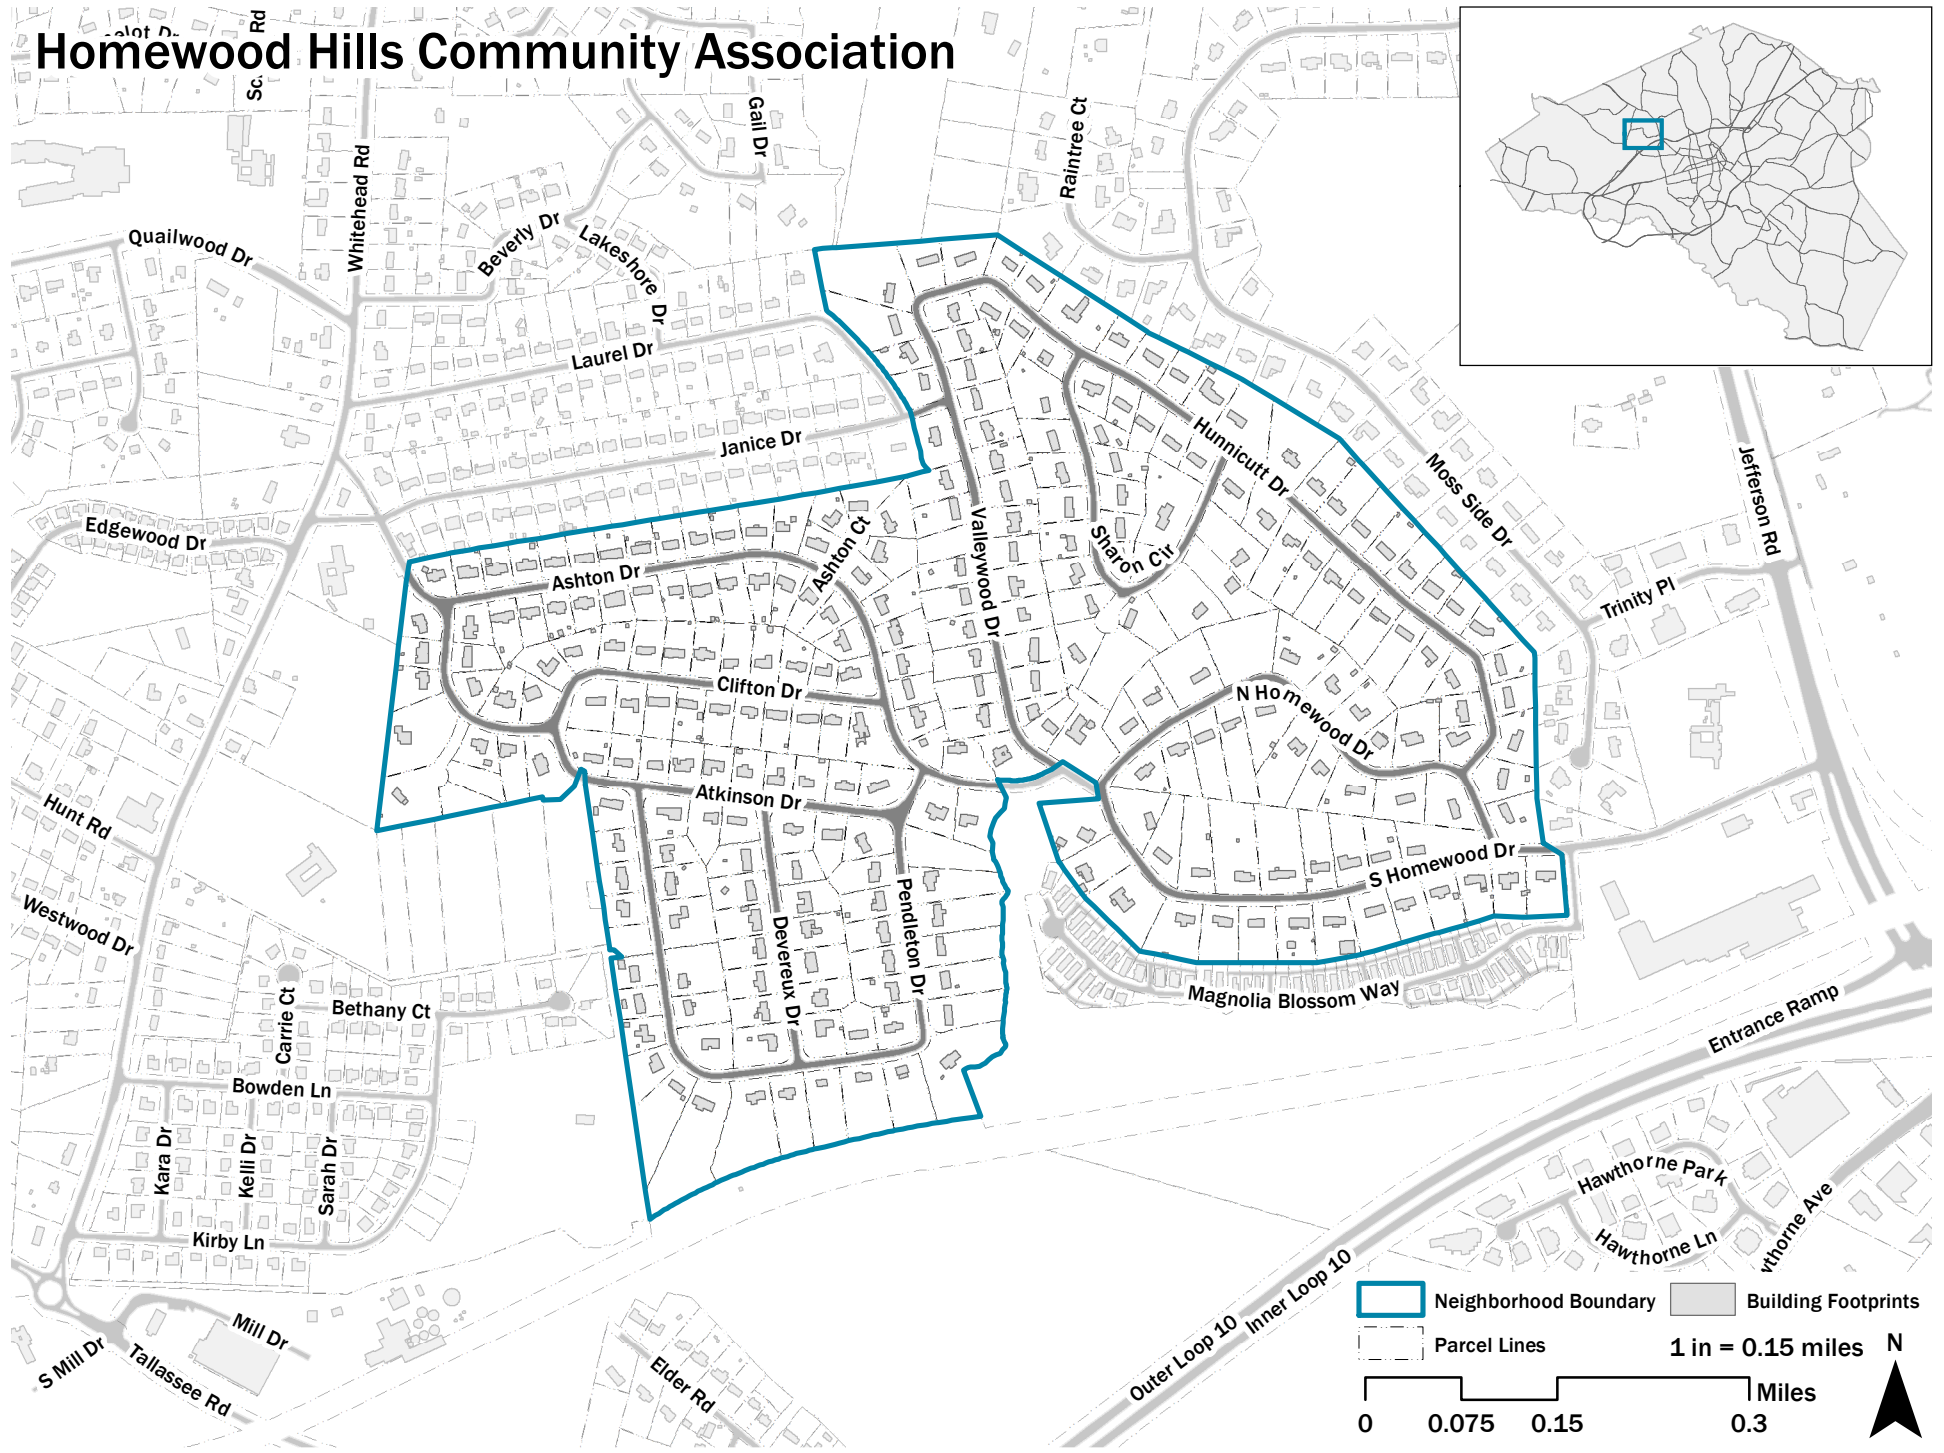 Homewood Hills Community Association
Gail Dr
Raintree Ct
Whitehead Rd
Quailwood Dr
Beverly Dr
Lakeshore Dr
Laurel Dr
Janice Dr
Hunnicutt Dr
Moss Side Dr
Jefferson Rd
Edgewood Dr
Ashton Dr
Ashton Ct
Valleywood Dr
Sharon Cir
Trinity Pl
Clifton Dr
N Homewood Dr
Atkinson Dr
Hunt Rd
S Homewood Dr
Westwood Dr
Pendleton Dr
Devereux Dr
Magnolia Blossom Way
Carrie Ct
Bethany Ct
Entrance Ramp
Bowden Ln
Kara Dr
Kelli Dr
Sarah Dr
Hawthorne Park
Kirby Ln
Hawthorne Ln
Outer Loop 10
Inner Loop 10
Mill Dr
S Mill Dr
Tallassee Rd
Elder Rd
Neighborhood Boundary
Building Footprints
Parcel Lines
1 in = 0.15 miles
N
Miles
0 0.075 0.15 0.3